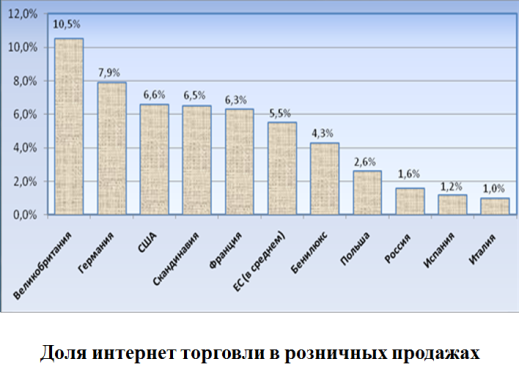 12,0%
10,0%
8,0%
6,0%
4,0%
2,0%
0,0%
10,5%
7,9%
6,6%
6,5%
6,3%
5,5%
4,3%
2,6%
1,6%
1,2%
1,0%
Великобритания
Германия
США
Скандинавия
Франция
ЕС (в среднем)
Бенилюкс
Польша
Россия
Испания
Италия
Доля интернет торговли в розничных продажах